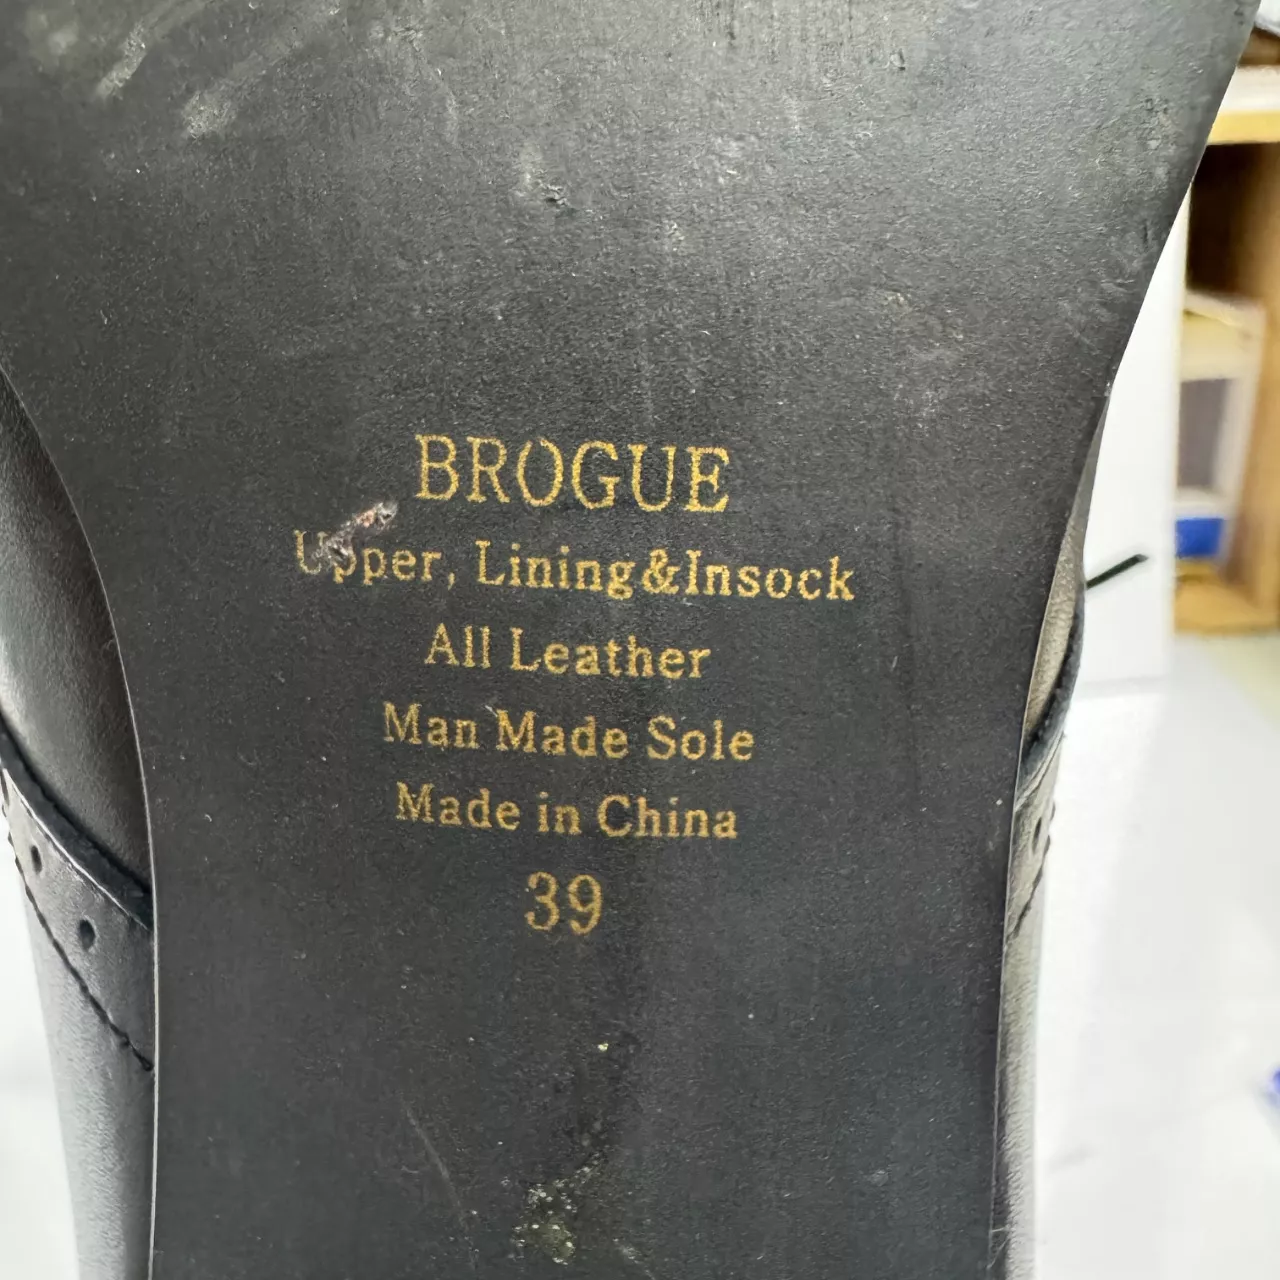 BROGUE
Upper, Lining&Insock
All Leather
Man Made Sole
Made in China
39